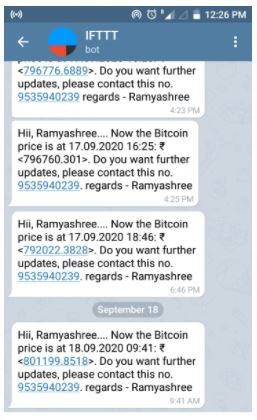 12:26 PM
IFTTT
bot
<796776.6889>. Do you want further
updates, please contact this no.
9535940239 regards - Ramyashree
4:23 PM
Hii, Ramyashree.... Now the Bitcoin
price is at 17.09.2020 16:25: ₹
<796760.301>. Do you want further
updates, please contact this no.
9535940239. regards - Ramyashree
4:25 PM
Hii, Ramyashree.... Now the Bitcoin
price is at 17.09.2020 18:46: ₹
<792022.3828>. Do you want further
updates, please contact this no.
9535940239. regards - Ramyashree
6:46 PM
September 18
Hii, Ramyashree.... Now the Bitcoin
price is at 18.09.2020 09:41: ₹
<801199.8518>. Do you want further
updates, please contact this no.
9535940239. regards - Ramyashree
9:41 AM